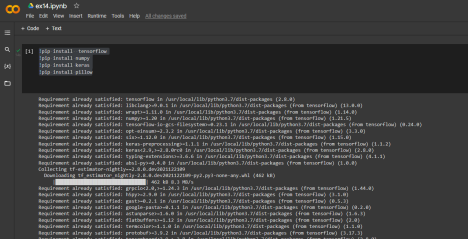 ex14.ipynb
File Edit View Insert Runtime Tools Help All changes saved
+ Code + Text
[1] !pip install tensorflow
!pip install numpy
!pip install keras
!pip install pillow
Requirement already satisfied: tensorflow in /usr/local/lib/python3.7/dist-packages (2.8.0)
Requirement already satisfied: libclang>=9.0.1 in /usr/local/lib/python3.7/dist-packages (from tensorflow) (13.0.0)
Requirement already satisfied: wrapt>=1.11.0 in /usr/local/lib/python3.7/dist-packages (from tensorflow) (1.14.0)
Requirement already satisfied: numpy>=1.20 in /usr/local/lib/python3.7/dist-packages (from tensorflow) (1.21.5)
Requirement already satisfied: tensorflow-io-gcs-filesystem>=0.23.1 in /usr/local/lib/python3.7/dist-packages (from tensorflow) (0.24.0)
Requirement already satisfied: opt-einsum>=2.3.2 in /usr/local/lib/python3.7/dist-packages (from tensorflow) (3.3.0)
Requirement already satisfied: six>=1.12.0 in /usr/local/lib/python3.7/dist-packages (from tensorflow) (1.15.0)
Requirement already satisfied: keras-preprocessing>=1.1.1 in /usr/local/lib/python3.7/dist-packages (from tensorflow) (1.1.2)
Requirement already satisfied: keras<2.9,>=2.8.0rc0 in /usr/local/lib/python3.7/dist-packages (from tensorflow) (2.8.0)
Requirement already satisfied: typing-extensions>=3.6.6 in /usr/local/lib/python3.7/dist-packages (from tensorflow) (4.1.1)
Requirement already satisfied: absl-py>=0.4.0 in /usr/local/lib/python3.7/dist-packages (from tensorflow) (1.0.0)
Collecting tf-estimator-nightly==2.8.0.dev2021122109
Downloading tf_estimator_nightly-2.8.0.dev2021122109-py2.py3-none-any.whl (462 kB)
462 kB 8.1 MB/s
Requirement already satisfied: grpcio<2.0,>=1.24.3 in /usr/local/lib/python3.7/dist-packages (from tensorflow) (1.44.0)
Requirement already satisfied: h5py>=2.9.0 in /usr/local/lib/python3.7/dist-packages (from tensorflow) (3.1.0)
Requirement already satisfied: gast>=0.2.1 in /usr/local/lib/python3.7/dist-packages (from tensorflow) (0.5.3)
Requirement already satisfied: google-pasta>=0.1.1 in /usr/local/lib/python3.7/dist-packages (from tensorflow) (0.2.0)
Requirement already satisfied: astunparse>=1.6.0 in /usr/local/lib/python3.7/dist-packages (from tensorflow) (1.6.3)
Requirement already satisfied: flatbuffers>=1.12 in /usr/local/lib/python3.7/dist-packages (from tensorflow) (2.0)
Requirement already satisfied: termcolor>=1.1.0 in /usr/local/lib/python3.7/dist-packages (from tensorflow) (1.1.0)
Requirement already satisfied: protobuf>=3.9.2 in /usr/local/lib/python3.7/dist-packages (from tensorflow) (3.17.3)